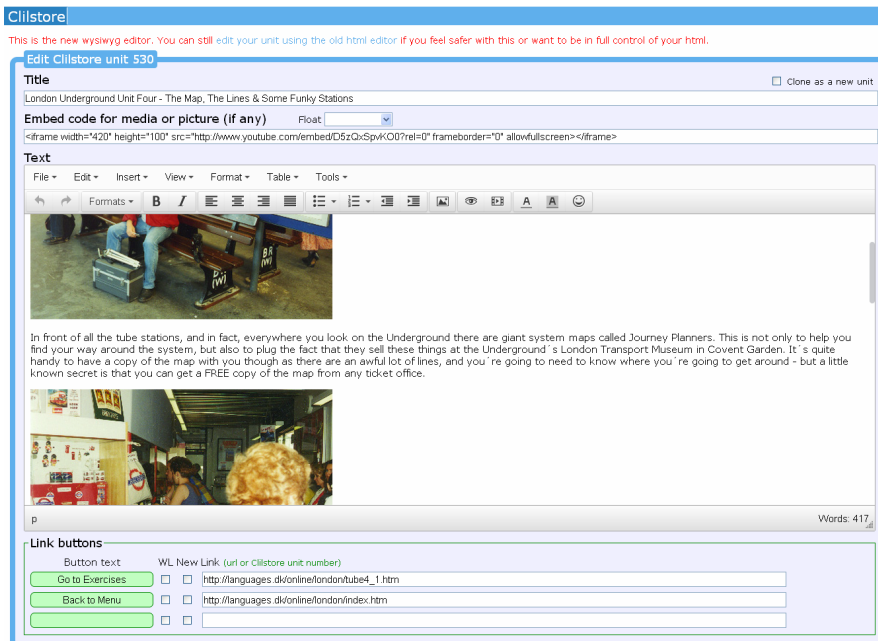 Clilstore
This is the new wysiwyg editor. You can still edit your unit using the old html editor if you feel safer with this or want to be in full control of your html.
Edit Clilstore unit 530
Title
Clone as a new unit
London Underground Unit Four - The Map, The Lines & Some Funky Stations
Embed code for media or picture (if any) Float
<iframe width="420" height="100" src="http://www.youtube.com/embed/D5zQxSpvKO0?rel=0" frameborder="0" allowfullscreen></iframe>
Text
File Edit Insert View Format Table Tools
Formats B I A A
BR
(W)
BR
(W)
In front of all the tube stations, and in fact, everywhere you look on the Underground there are giant system maps called Journey Planners. This is not only to help you
find your way around the system, but also to plug the fact that they sell these things at the Underground´s London Transport Museum in Covent Garden. It´s quite
handy to have a copy of the map with you though as there are an awful lot of lines, and you´re going to need to know where you´re going to get around - but a little
known secret is that you can get a FREE copy of the map from any ticket office.
p Words: 417
Link buttons
Button text WL New Link (url or Clilstore unit number)
Go to Exercises http://languages.dk/online/london/tube4_1.htm
Back to Menu http://languages.dk/online/london/index.htm